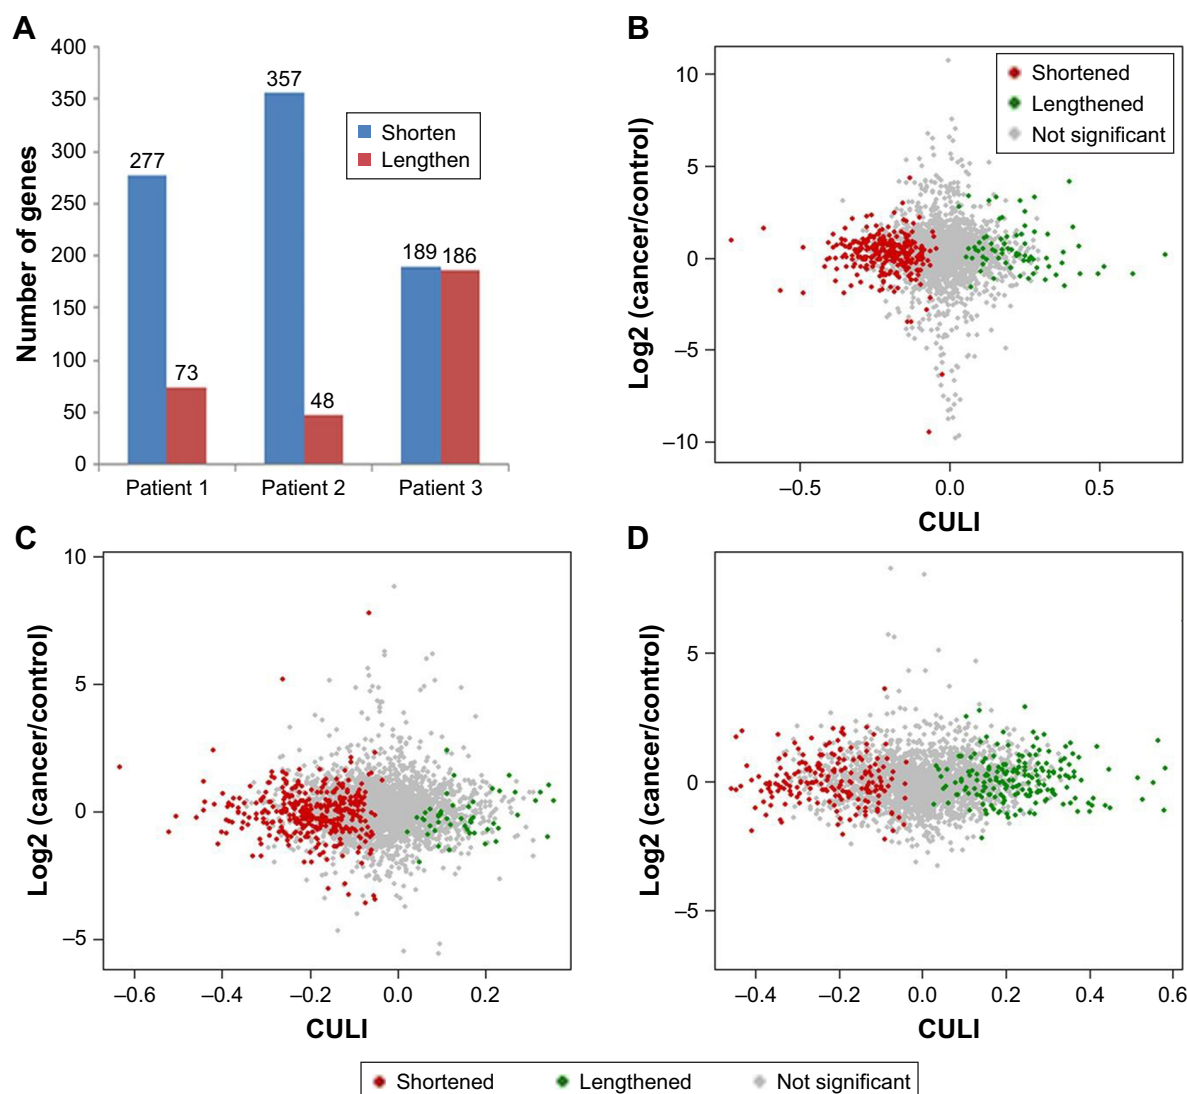 A
Number of genes
400
350
300
250
200
150
100
50
0
277
73
357
48
189
186
Shorten
Lengthen
Patient 1
Patient 2
Patient 3
B
Log2 (cancer/control)
10
5
0
–5
–10
Shortened
Lengthened
Not significant
–0.5
0.0
0.5
CULI
C
Log2 (cancer/control)
10
5
0
–5
–0.6
–0.4
–0.2
0.0
0.2
CULI
D
Log2 (cancer/control)
5
0
–5
–0.4
–0.2
0.0
0.2
0.4
0.6
CULI
Shortened
Lengthened
Not significant